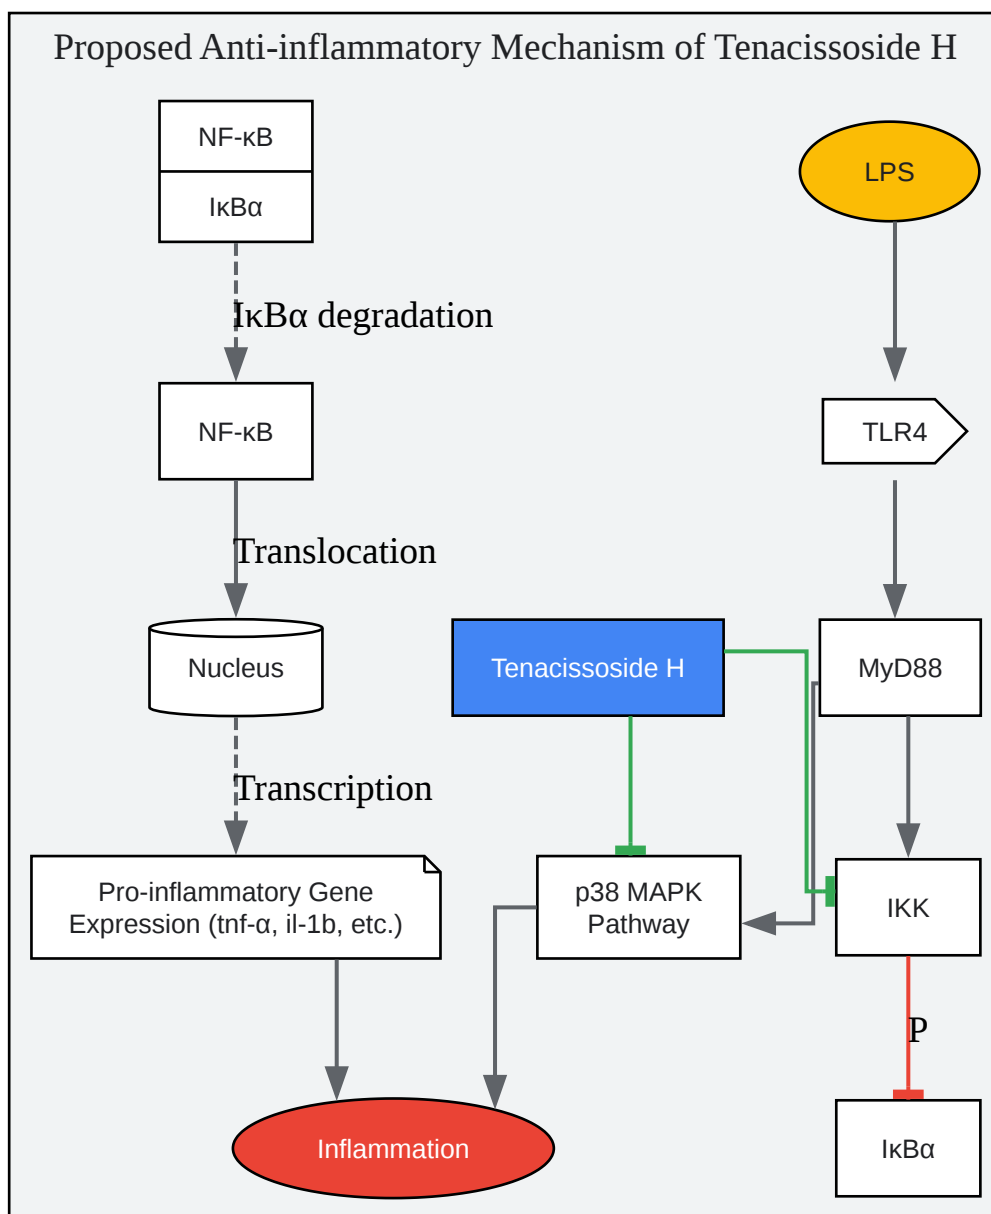 Proposed Anti-inflammatory Mechanism of Tenacissoside H
NF-κB
IκBα
LPS
IκBα degradation
NF-κB
TLR4
Translocation
Nucleus
Tenacissoside H
MyD88
Transcription
Pro-inflammatory Gene
Expression (tnf-α, il-1b, etc.)
p38 MAPK
Pathway
IKK
P
Inflammation
IκBα